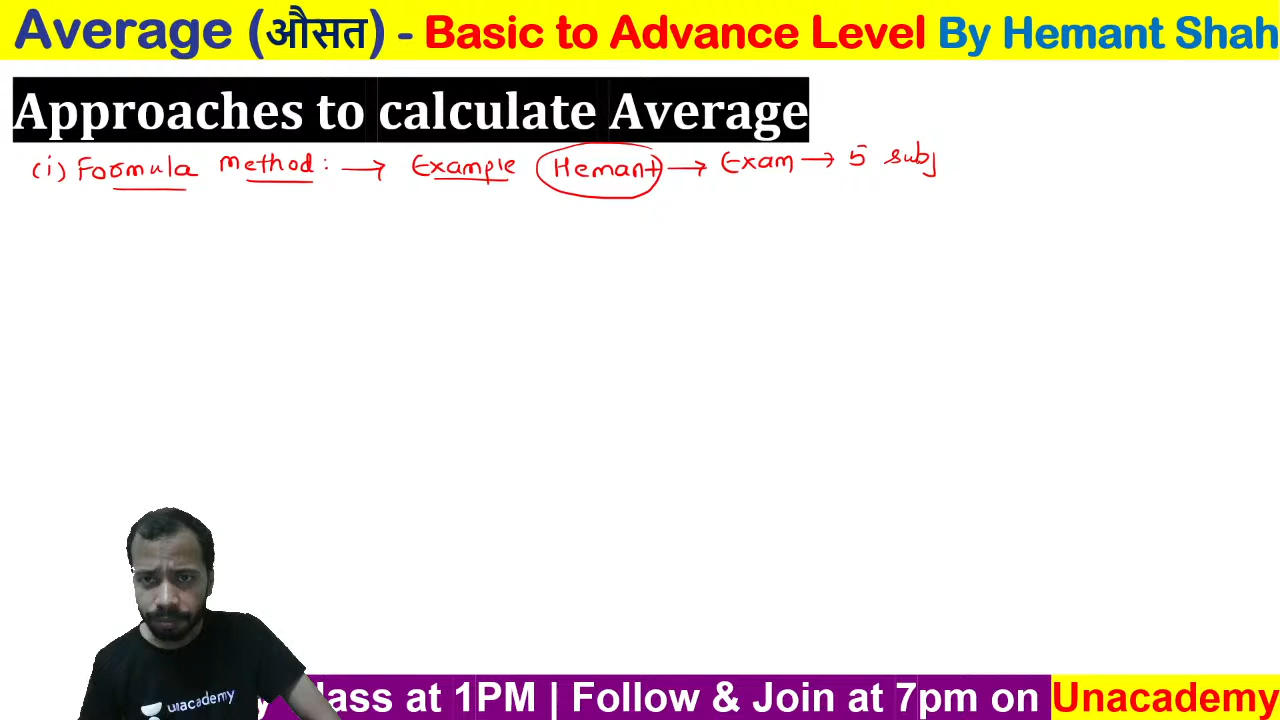 Average (औसत) - Basic to Advance Level By Hemant Shah
Approaches to calculate Average
(i) Formula Method: → Example Hemant → Exam → 5 subj
unacademy
lass at 1PM | Follow & Join at 7pm on Unacademy